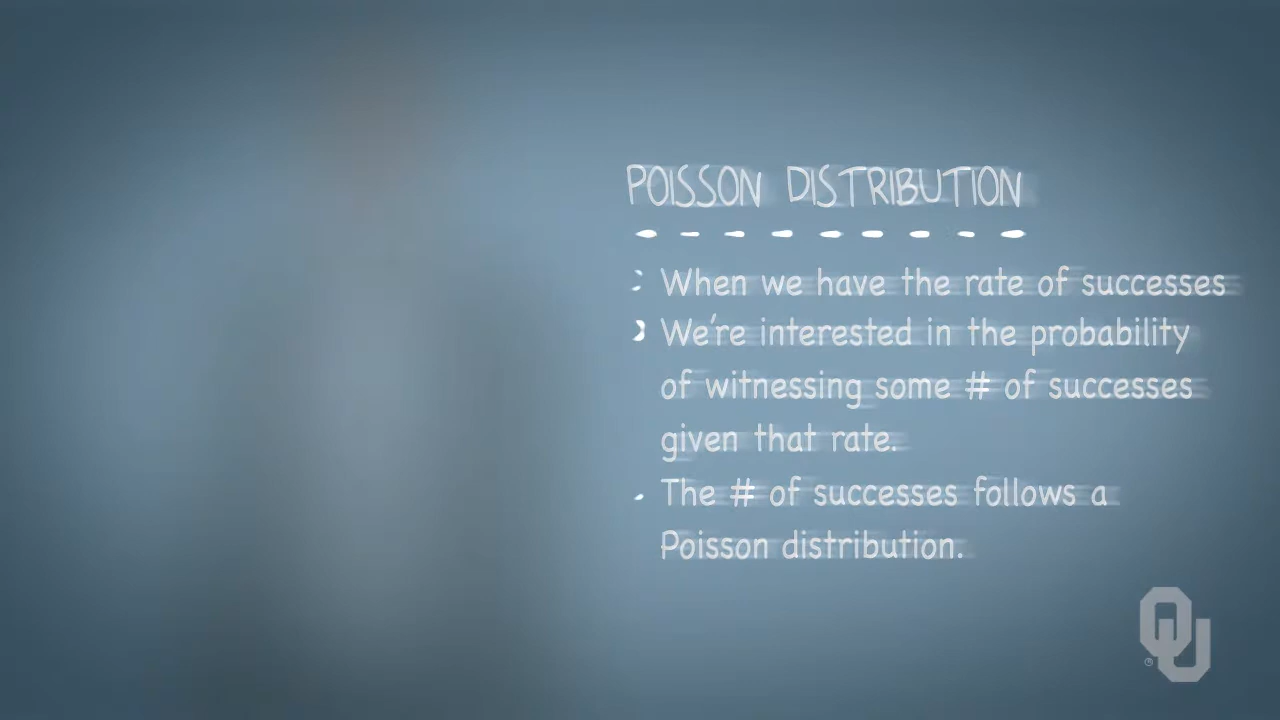 POISSON DISTRIBUTION
When we have the rate of successes
We're interested in the probability
of witnessing some # of successes
given that rate.
The # of successes follows a
Poisson distribution.
OU
®